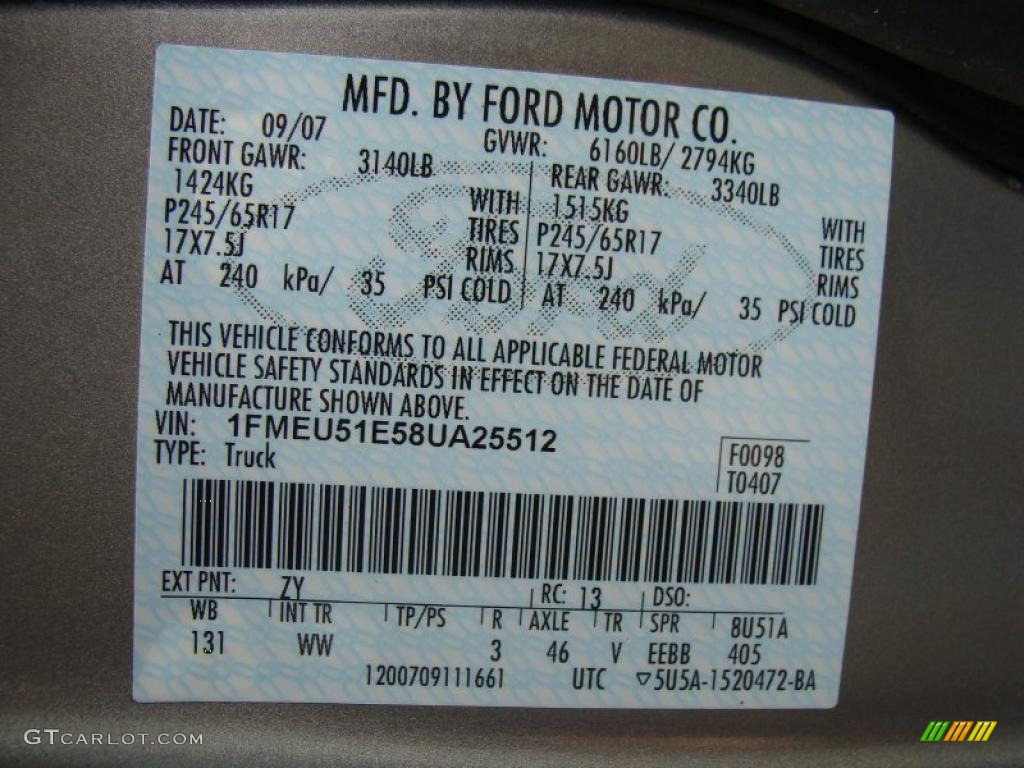 MFD. BY FORD MOTOR CO.
DATE: 09/07 GVWR: 6160LB/ 2794KG
FRONT GAWR: 3140LB REAR GAWR: 3340LB
1424KG WITH 1515KG WITH
P245/65R17 TIRES P245/65R17 TIRES
17X7.5J RIMS 17X7.5J RIMS
AT 240 kPa/ 35 PSI COLD AT 240 kPa/ 35 PSI COLD
Ford
THIS VEHICLE CONFORMS TO ALL APPLICABLE FEDERAL MOTOR
VEHICLE SAFETY STANDARDS IN EFFECT ON THE DATE OF
MANUFACTURE SHOWN ABOVE.
VIN: 1FMEU51E58UA25512
TYPE: Truck
F0098
T0407
EXT PNT: ZY RC: 13 DSO:
WB INT TR TP/PS R AXLE TR SPR 8U51A
131 WW 3 46 V EEBB 405
1200709111661 UTC ▽5U5A-1520472-BA
GTCARLOT.COM